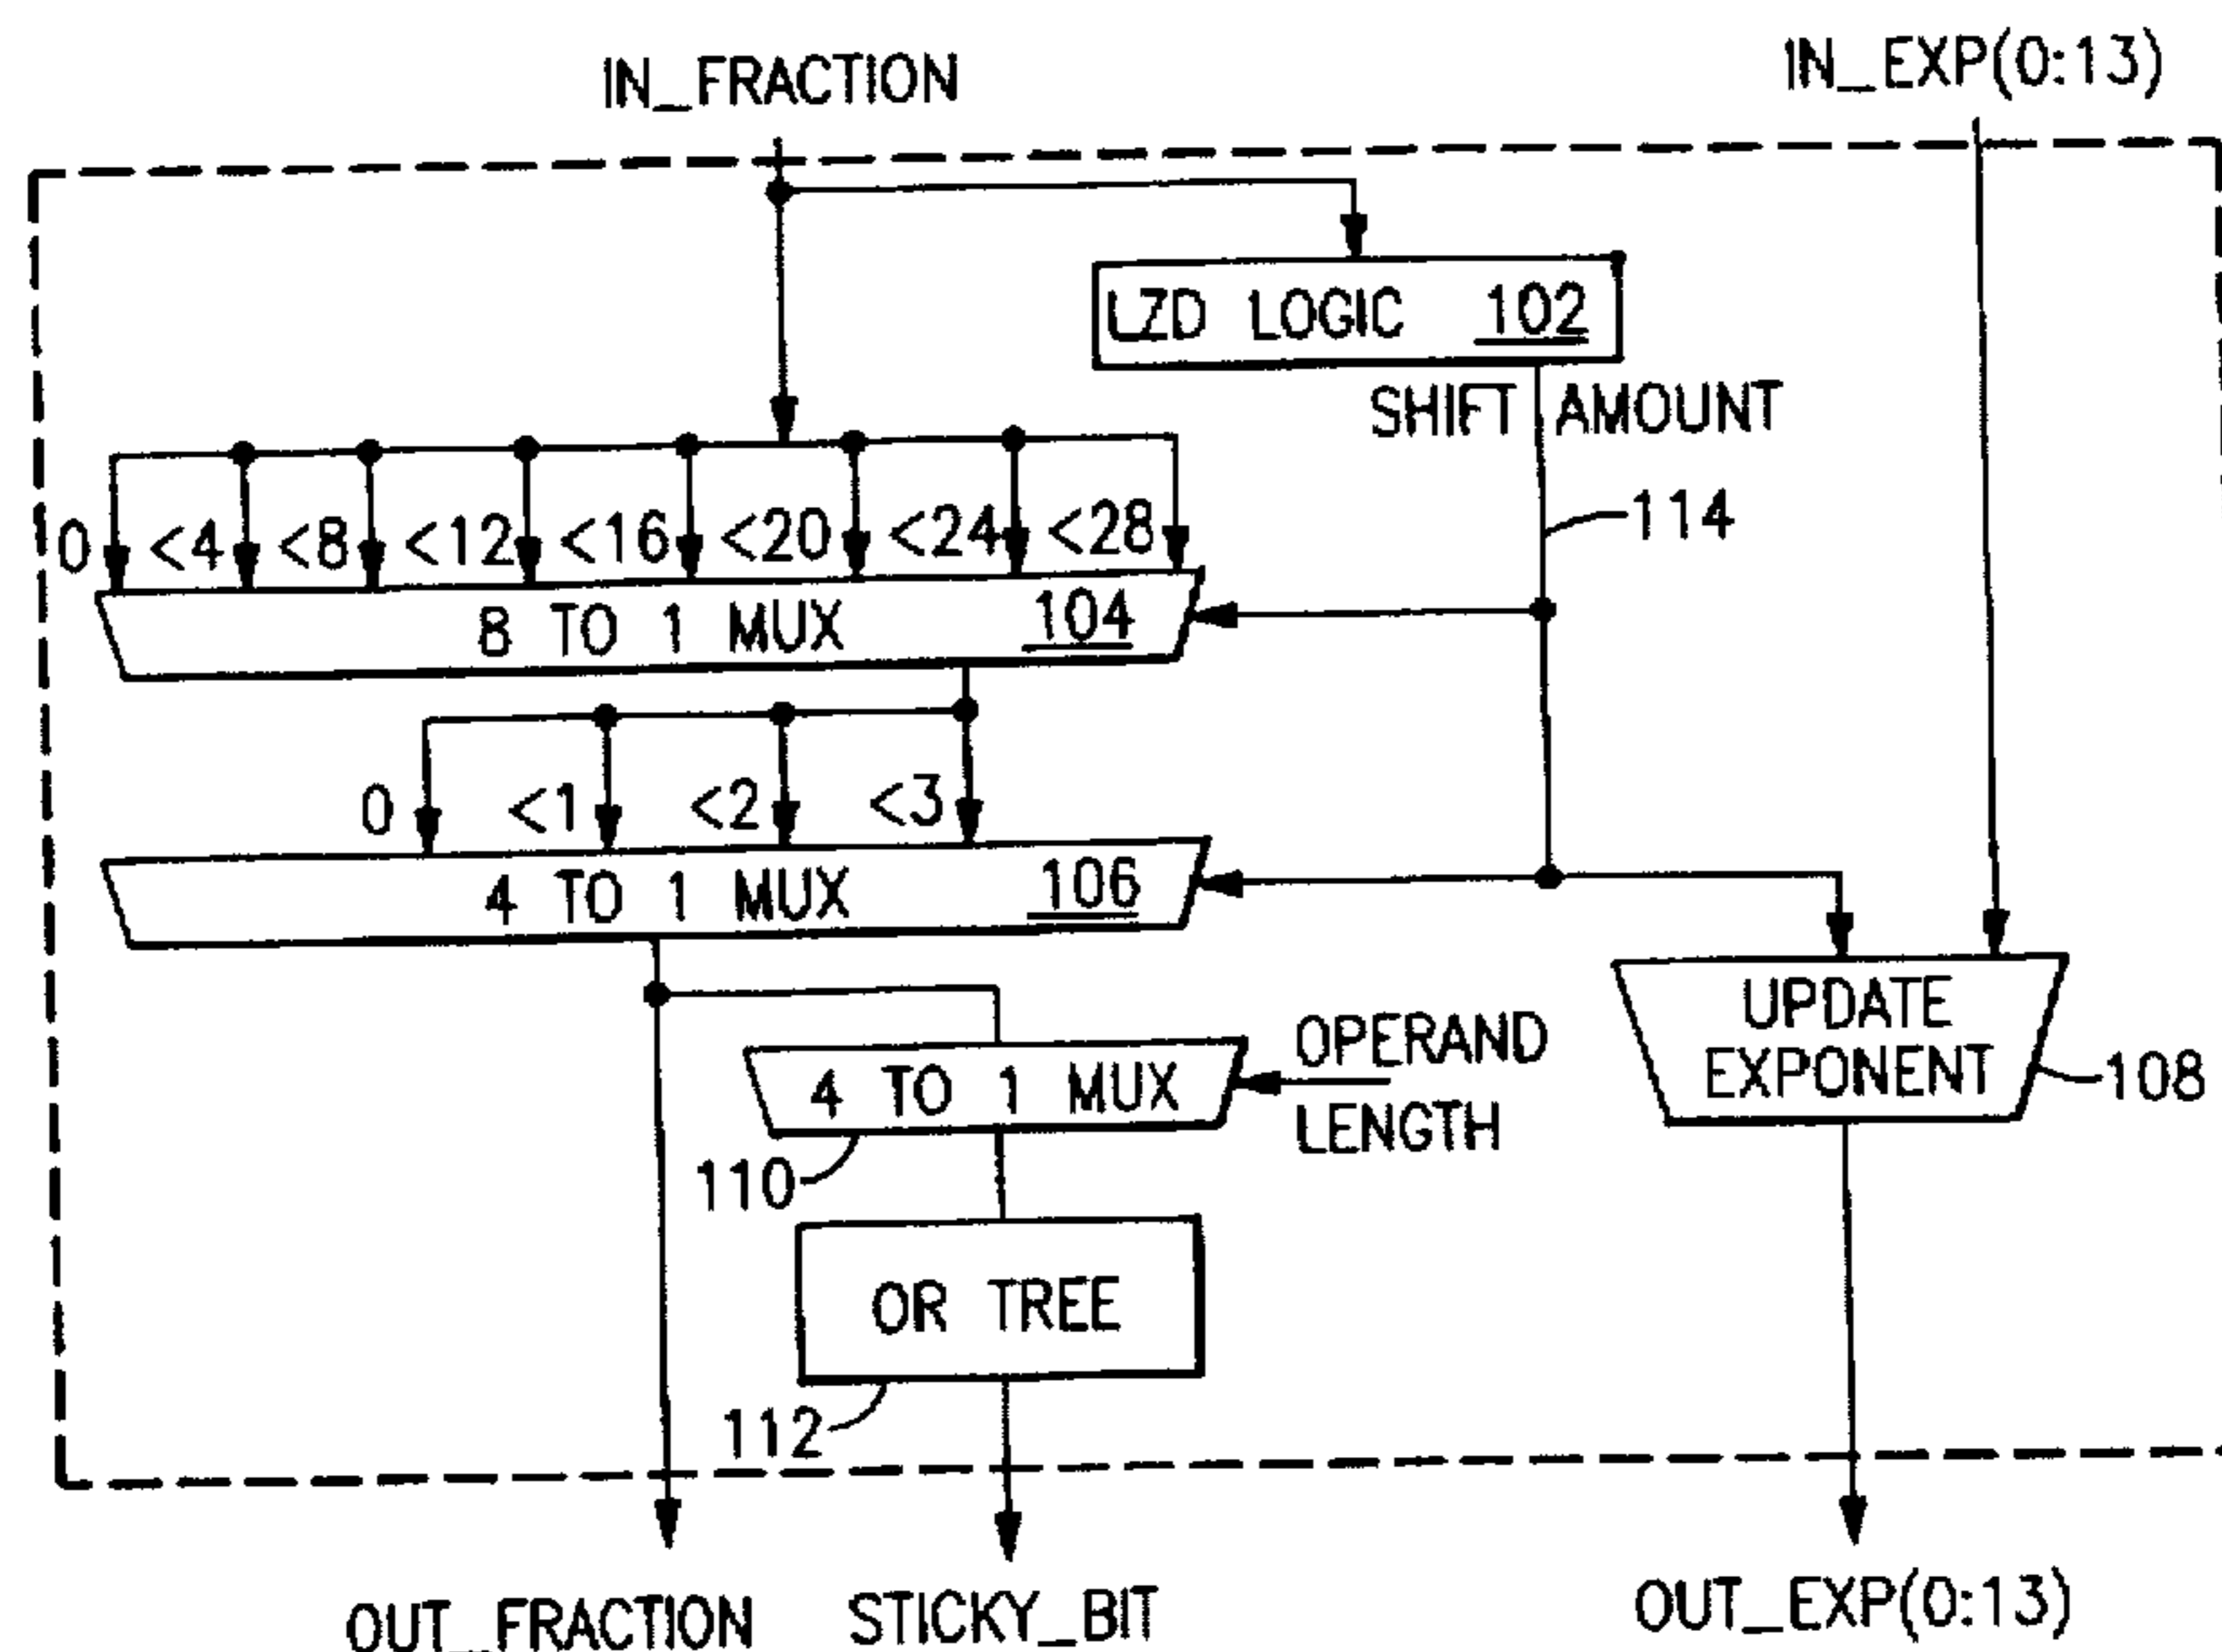 IN_FRACTION
IN_EXP(0:13)
LZD LOGIC 102
SHIFT AMOUNT
114
0 <4 <8 <12 <16 <20 <24 <28
8 TO 1 MUX 104
0 <1 <2 <3
4 TO 1 MUX 106
UPDATE
EXPONENT
108
OPERAND
LENGTH
4 TO 1 MUX
110
OR TREE
112
OUT_FRACTION
STICKY_BIT
OUT_EXP(0:13)